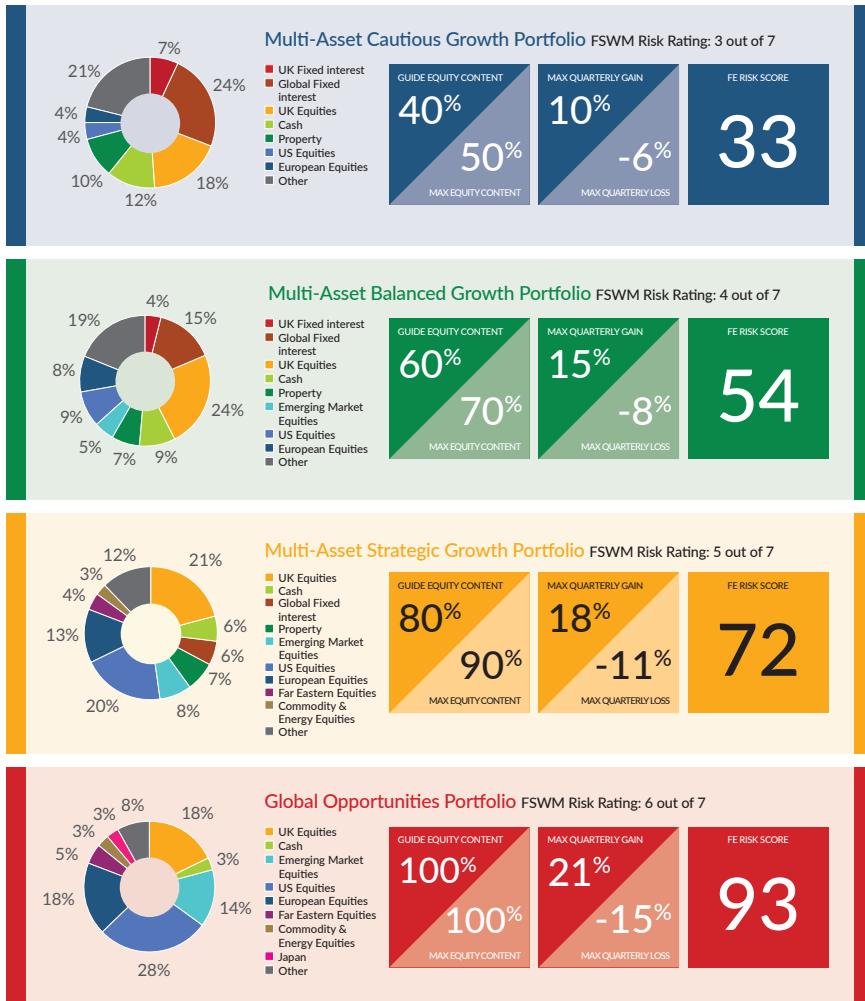 Multi-Asset Cautious Growth Portfolio FSWM Risk Rating: 3 out of 7
7%
24%
18%
12%
10%
4%
4%
21%
UK Fixed interest
Global Fixed
interest
UK Equities
Cash
Property
US Equities
European Equities
Other
GUIDE EQUITY CONTENT
40%
50%
MAX EQUITY CONTENT
MAX QUARTERLY GAIN
10%
-6%
MAX QUARTERLY LOSS
FE RISK SCORE
33
Multi-Asset Balanced Growth Portfolio FSWM Risk Rating: 4 out of 7
4%
15%
24%
9%
7%
5%
9%
8%
19%
UK Fixed interest
Global Fixed
interest
UK Equities
Cash
Property
Emerging Market
Equities
US Equities
European Equities
Other
GUIDE EQUITY CONTENT
60%
70%
MAX EQUITY CONTENT
MAX QUARTERLY GAIN
15%
-8%
MAX QUARTERLY LOSS
FE RISK SCORE
54
Multi-Asset Strategic Growth Portfolio FSWM Risk Rating: 5 out of 7
21%
6%
6%
7%
8%
20%
13%
4%
3%
12%
UK Equities
Cash
Global Fixed
interest
Property
Emerging Market
Equities
US Equities
European Equities
Far Eastern Equities
Commodity &
Energy Equities
Other
GUIDE EQUITY CONTENT
80%
90%
MAX EQUITY CONTENT
MAX QUARTERLY GAIN
18%
-11%
MAX QUARTERLY LOSS
FE RISK SCORE
72
Global Opportunities Portfolio FSWM Risk Rating: 6 out of 7
18%
3%
14%
28%
18%
5%
3%
3%
8%
UK Equities
Cash
Emerging Market
Equities
US Equities
European Equities
Far Eastern Equities
Commodity &
Energy Equities
Japan
Other
GUIDE EQUITY CONTENT
100%
100%
MAX EQUITY CONTENT
MAX QUARTERLY GAIN
21%
-15%
MAX QUARTERLY LOSS
FE RISK SCORE
93